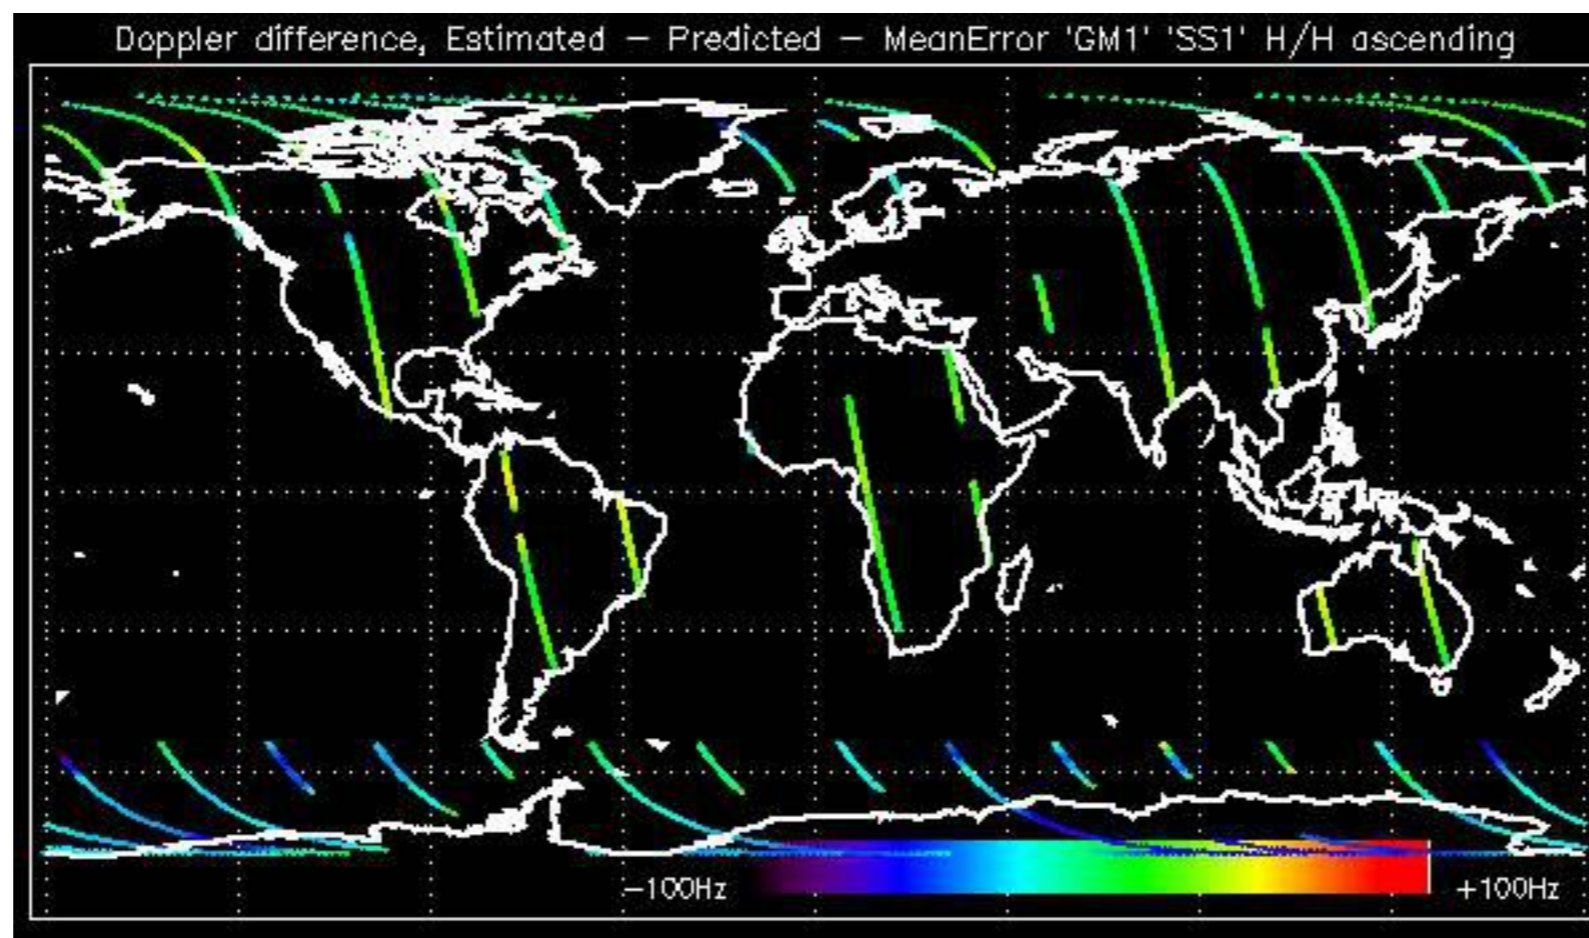 Doppler difference, Estimated – Predicted – MeanError 'GM1' 'SS1' H/H ascending
–100Hz +100Hz